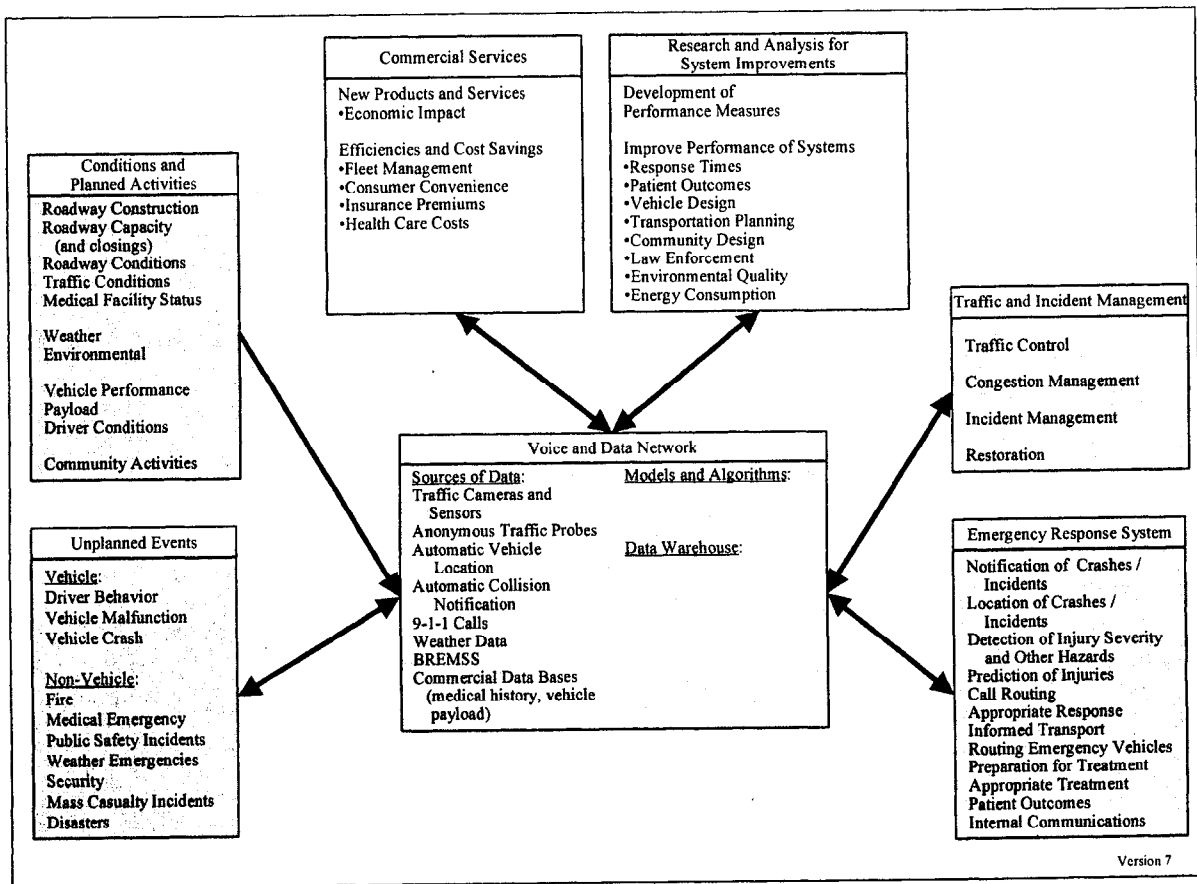 Commercial Services
New Products and Services
•Economic Impact
Efficiencies and Cost Savings
•Fleet Management
•Consumer Convenience
•Insurance Premiums
•Health Care Costs
Research and Analysis for
System Improvements
Development of
Performance Measures
Improve Performance of Systems
•Response Times
•Patient Outcomes
•Vehicle Design
•Transportation Planning
•Community Design
•Law Enforcement
•Environmental Quality
•Energy Consumption
Conditions and
Planned Activities
Roadway Construction
Roadway Capacity
(and closings)
Roadway Conditions
Traffic Conditions
Medical Facility Status
Weather
Environmental
Vehicle Performance
Payload
Driver Conditions
Community Activities
Traffic and Incident Management
Traffic Control
Congestion Management
Incident Management
Restoration
Voice and Data Network
Sources of Data:
Traffic Cameras and
Sensors
Anonymous Traffic Probes
Automatic Vehicle
Location
Automatic Collision
Notification
9-1-1 Calls
Weather Data
BREMSS
Commercial Data Bases
(medical history, vehicle
payload)
Models and Algorithms:
Data Warehouse:
Unplanned Events
Vehicle:
Driver Behavior
Vehicle Malfunction
Vehicle Crash
Non-Vehicle:
Fire
Medical Emergency
Public Safety Incidents
Weather Emergencies
Security
Mass Casualty Incidents
Disasters
Emergency Response System
Notification of Crashes /
Incidents
Location of Crashes /
Incidents
Detection of Injury Severity
and Other Hazards
Prediction of Injuries
Call Routing
Appropriate Response
Informed Transport
Routing Emergency Vehicles
Preparation for Treatment
Appropriate Treatment
Patient Outcomes
Internal Communications
Version 7